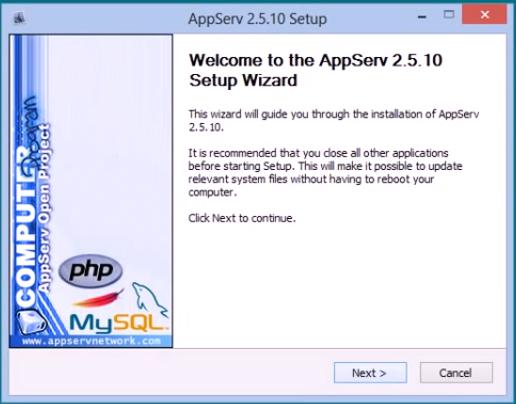 AppServ 2.5.10 Setup
Welcome to the AppServ 2.5.10
Setup Wizard
This wizard will guide you through the installation of AppServ
2.5.10.
It is recommended that you close all other applications
before starting Setup. This will make it possible to update
relevant system files without having to reboot your
computer.
Click Next to continue.
COMPUTER
Program
AppServ Open Project
php
MySQL
www.appservnetwork.com
Next >
Cancel